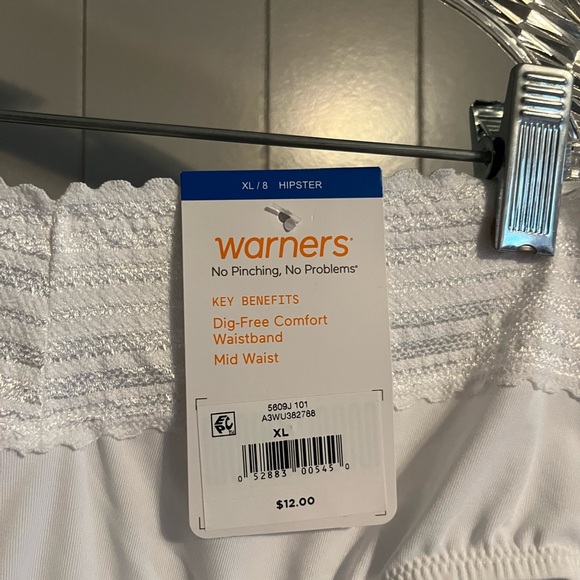 XL / 8 HIPSTER
warners®
No Pinching, No Problems®
KEY BENEFITS
Dig-Free Comfort
Waistband
Mid Waist
5609J 101
A3WU382788
XL
0 52883 00545 0
$12.00